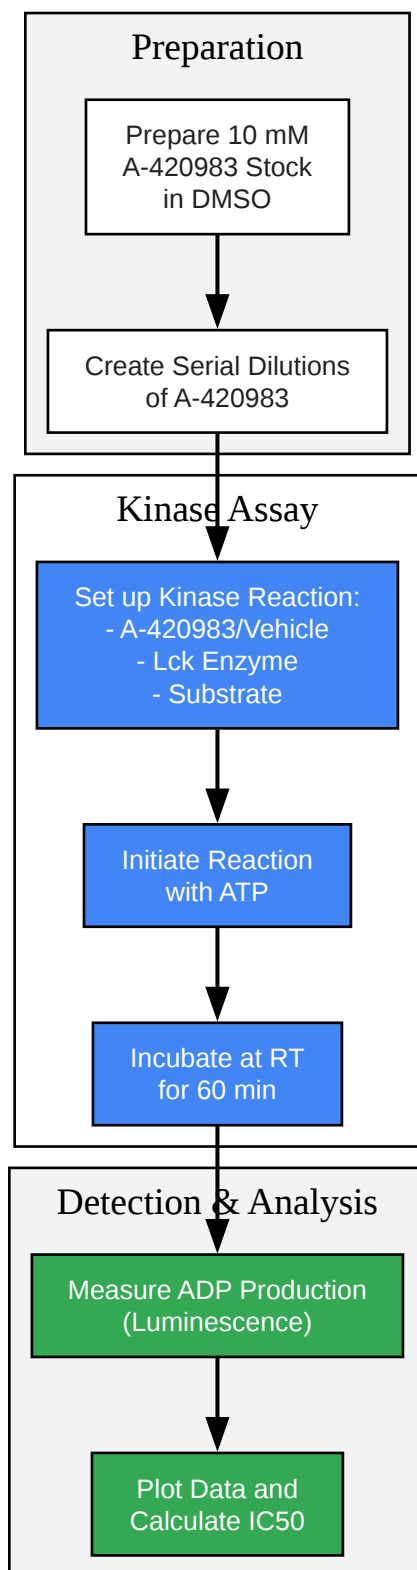 Preparation
Prepare 10 mM
A-420983 Stock
in DMSO
Create Serial Dilutions
of A-420983
Kinase Assay
Set up Kinase Reaction:
- A-420983/Vehicle
- Lck Enzyme
- Substrate
Initiate Reaction
with ATP
Incubate at RT
for 60 min
Detection & Analysis
Measure ADP Production
(Luminescence)
Plot Data and
Calculate IC50